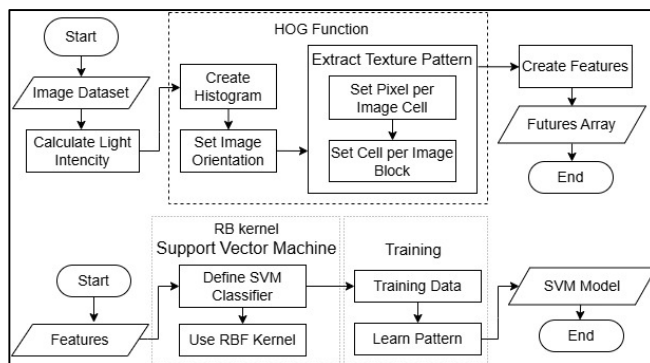 HOG Function
Start
Image Dataset
Calculate Light
Intencity
Create
Histogram
Set Image
Orientation
Extract Texture Pattern
Set Pixel per
Image Cell
Set Cell per Image
Block
Create Features
Futures Array
End
RB kernel
Support Vector Machine
Training
Start
Features
Define SVM
Classifier
Use RBF Kernel
Training Data
Learn Pattern
SVM Model
End